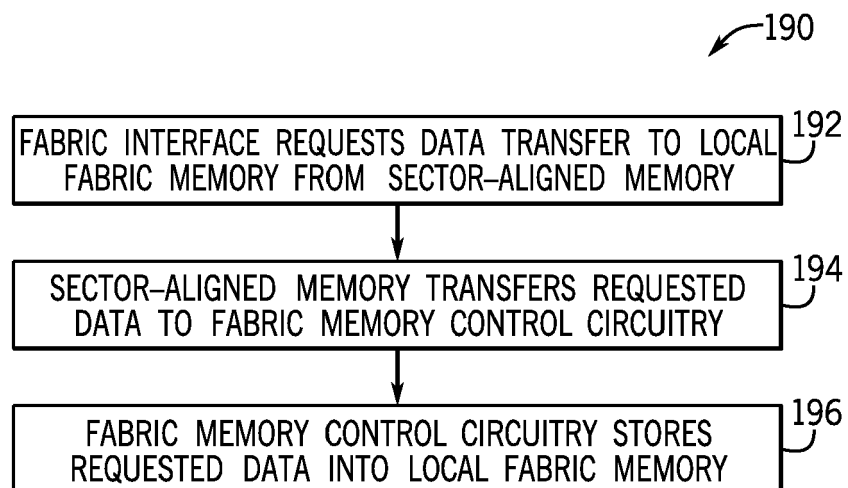 190
FABRIC INTERFACE REQUESTS DATA TRANSFER TO LOCAL
FABRIC MEMORY FROM SECTOR–ALIGNED MEMORY
192
SECTOR–ALIGNED MEMORY TRANSFERS REQUESTED
DATA TO FABRIC MEMORY CONTROL CIRCUITRY
194
FABRIC MEMORY CONTROL CIRCUITRY STORES
REQUESTED DATA INTO LOCAL FABRIC MEMORY
196